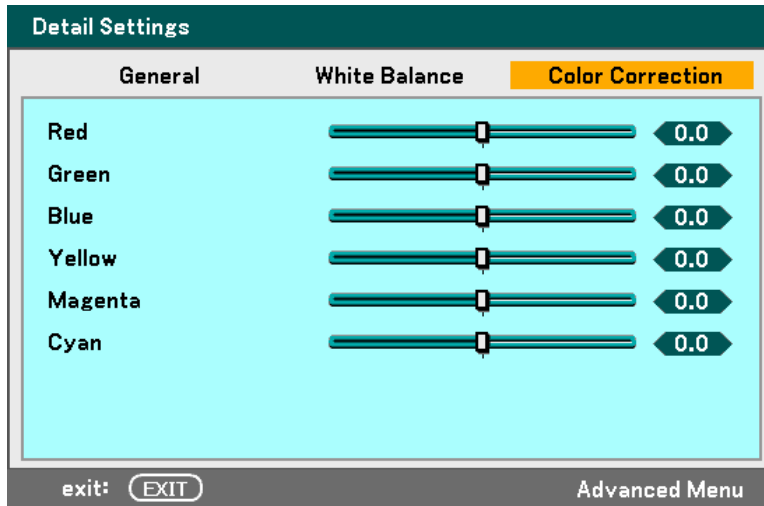 Detail Settings
General White Balance Color Correction
Red 0.0
Green 0.0
Blue 0.0
Yellow 0.0
Magenta 0.0
Cyan 0.0
exit: EXIT Advanced Menu